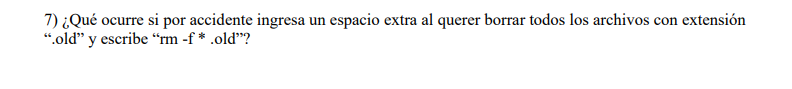 7) ¿Qué ocurre si por accidente ingresa un espacio extra al querer borrar todos los archivos con extensión
“.old” y escribe “rm -f * .old”?